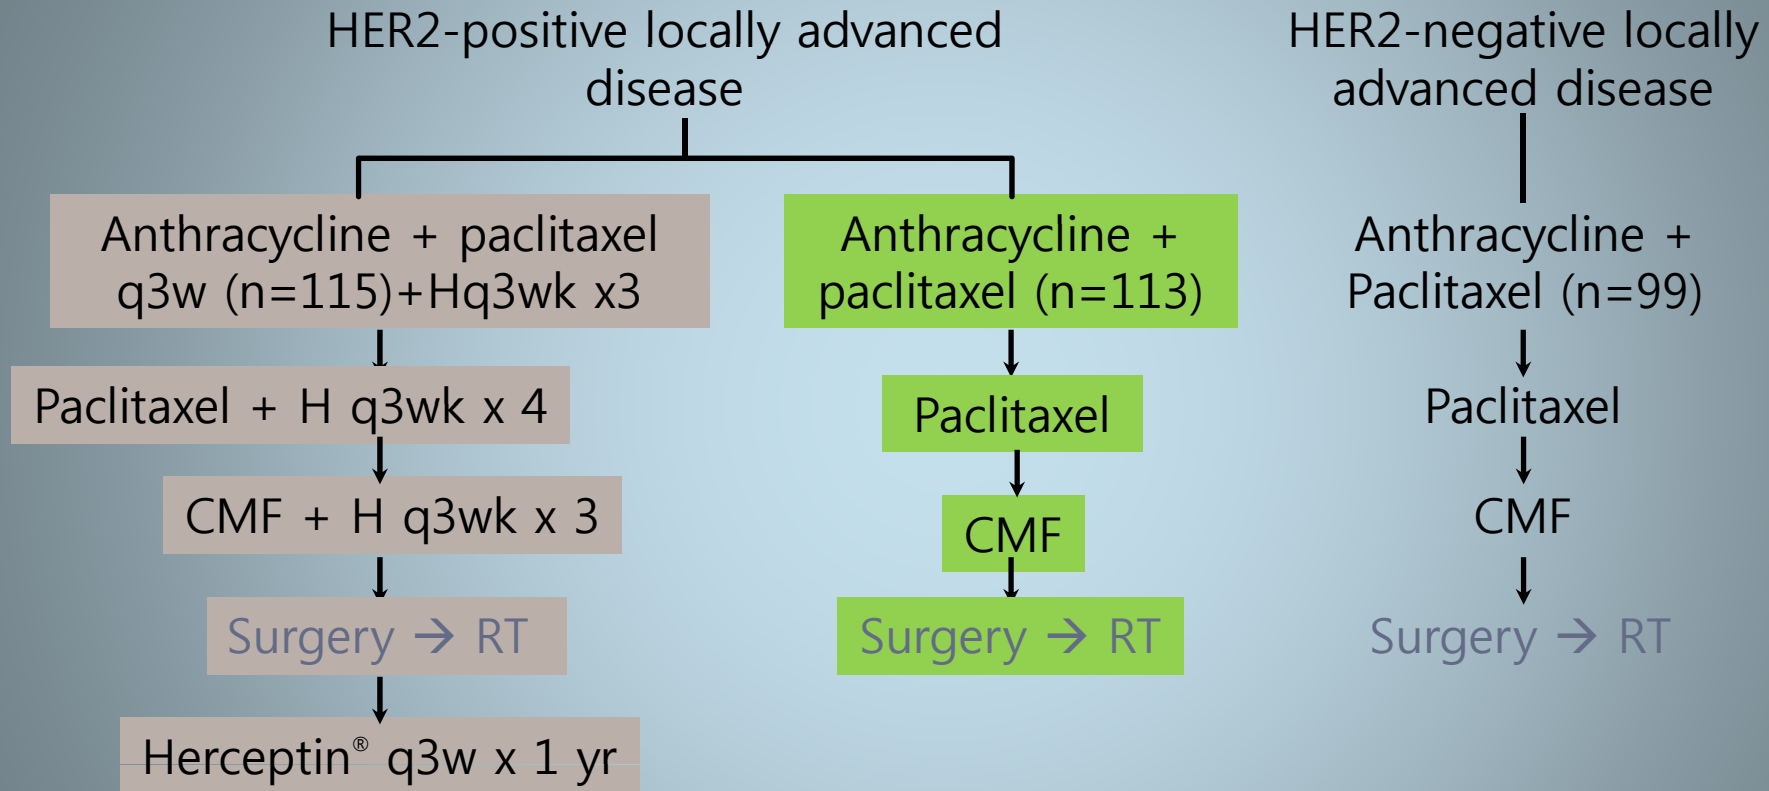 HER2-positive locally advanced
disease
HER2-negative locally
advanced disease
Anthracycline + paclitaxel
q3w (n=115)+Hq3wk x3
Anthracycline +
paclitaxel (n=113)
Anthracycline +
Paclitaxel (n=99)
Paclitaxel + H q3wk x 4
Paclitaxel
Paclitaxel
CMF + H q3wk x 3
CMF
CMF
Surgery → RT
Surgery → RT
Surgery → RT
Herceptin® q3w x 1 yr